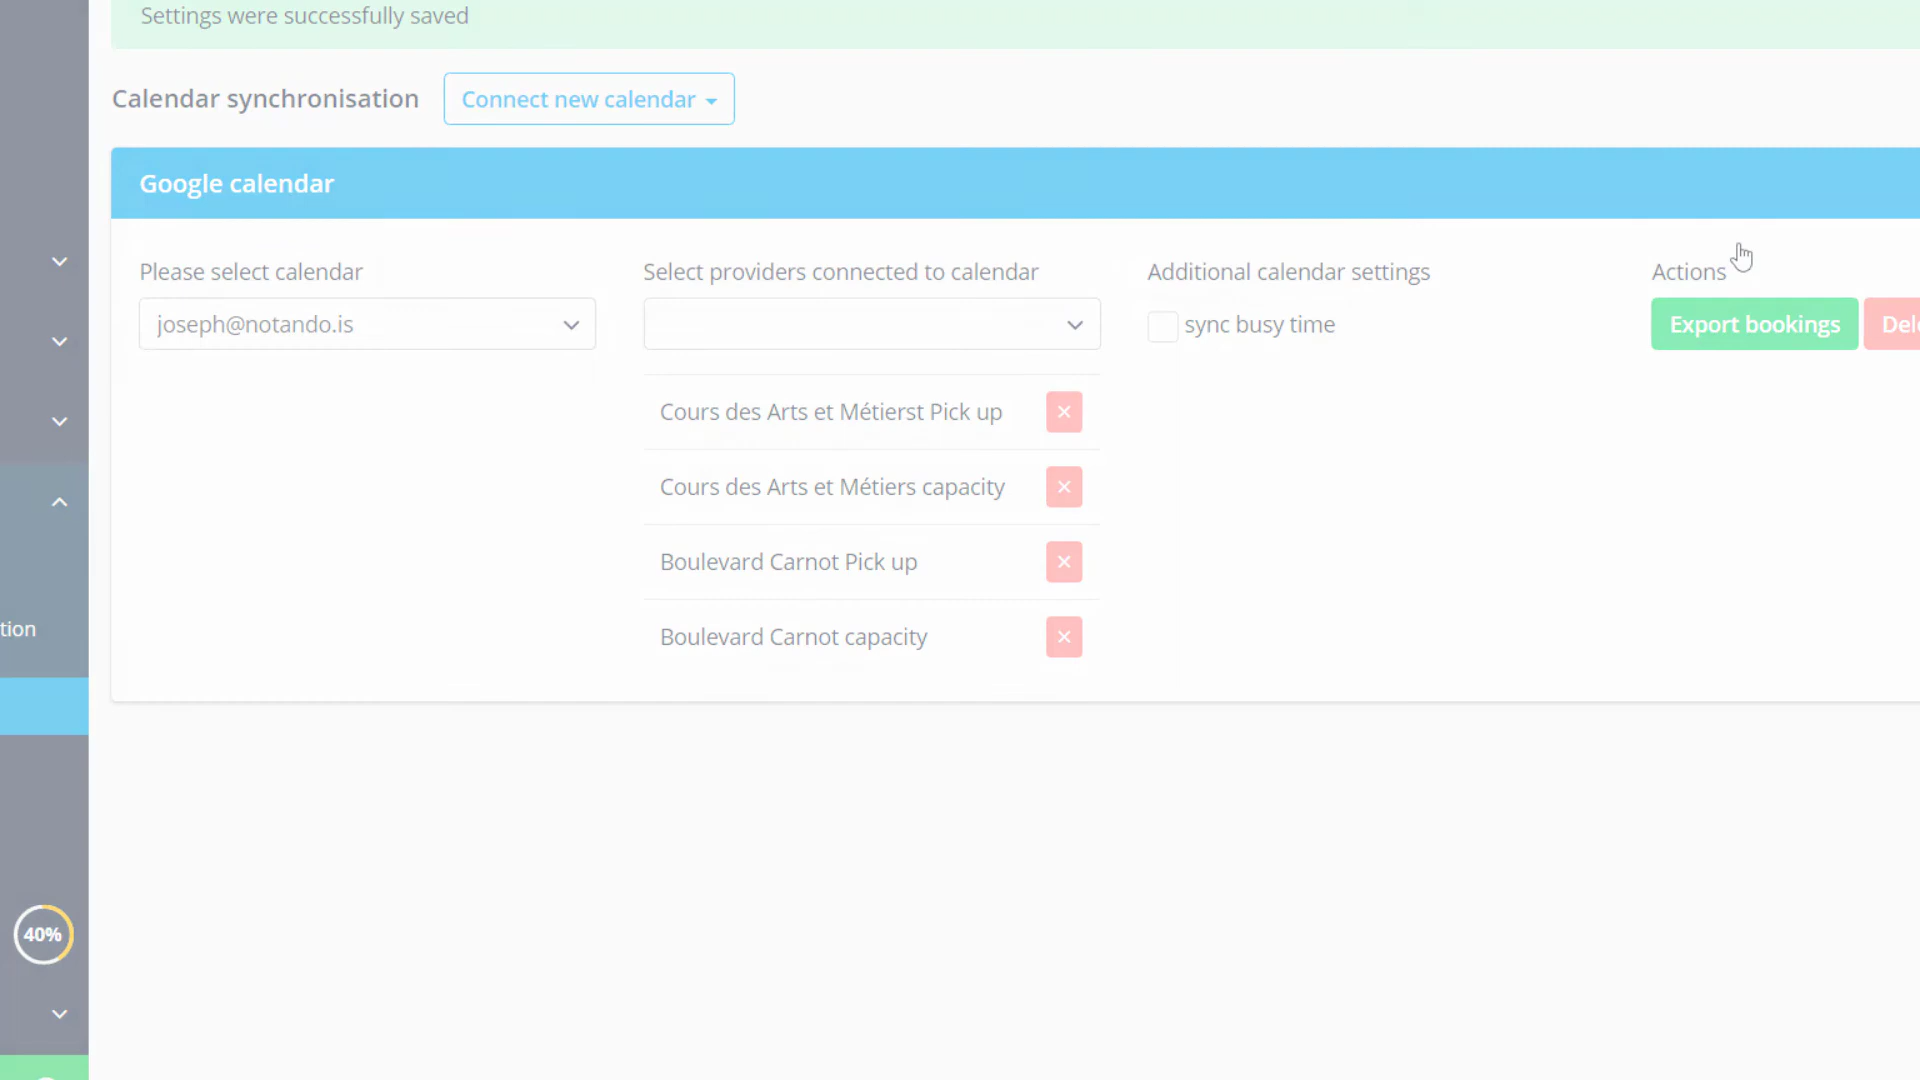 Settings were successfully saved
Calendar synchronisation
Connect new calendar
Google calendar
Please select calendar
Select providers connected to calendar
Additional calendar settings
Actions
joseph@notando.is
sync busy time
Export bookings
Cours des Arts et Métierst Pick up
Cours des Arts et Métiers capacity
Boulevard Carnot Pick up
Boulevard Carnot capacity
tion
40%